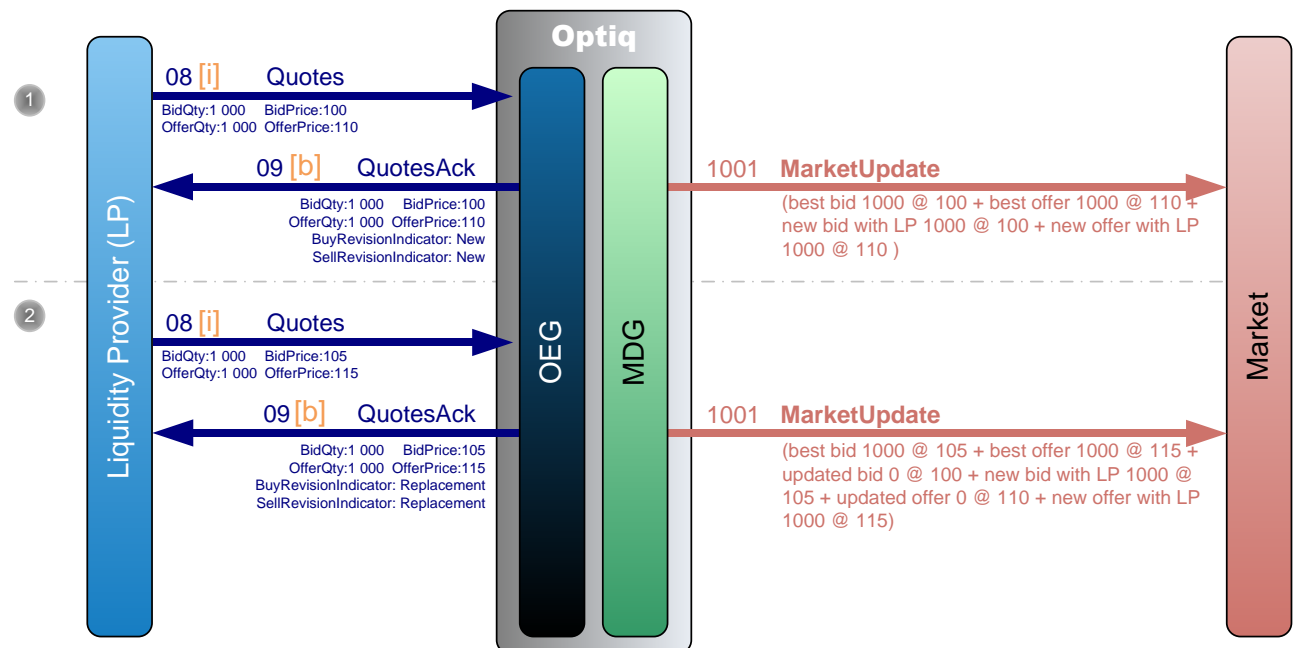 Optiq
1
08 [i] Quotes
BidQty:1 000 BidPrice:100
OfferQty:1 000 OfferPrice:110
09 [b] QuotesAck
BidQty:1 000 BidPrice:100
OfferQty:1 000 OfferPrice:110
BuyRevisionIndicator: New
SellRevisionIndicator: New
1001 MarketUpdate
(best bid 1000 @ 100 + best offer 1000 @ 110 +
new bid with LP 1000 @ 100 + new offer with LP
1000 @ 110 )
2
08 [i] Quotes
BidQty:1 000 BidPrice:105
OfferQty:1 000 OfferPrice:115
09 [b] QuotesAck
BidQty:1 000 BidPrice:105
OfferQty:1 000 OfferPrice:115
BuyRevisionIndicator: Replacement
SellRevisionIndicator: Replacement
1001 MarketUpdate
(best bid 1000 @ 105 + best offer 1000 @ 115 +
updated bid 0 @ 100 + new bid with LP 1000 @
105 + updated offer 0 @ 110 + new offer with LP
1000 @ 115)
Liquidity Provider (LP)
OEG
MDG
Market